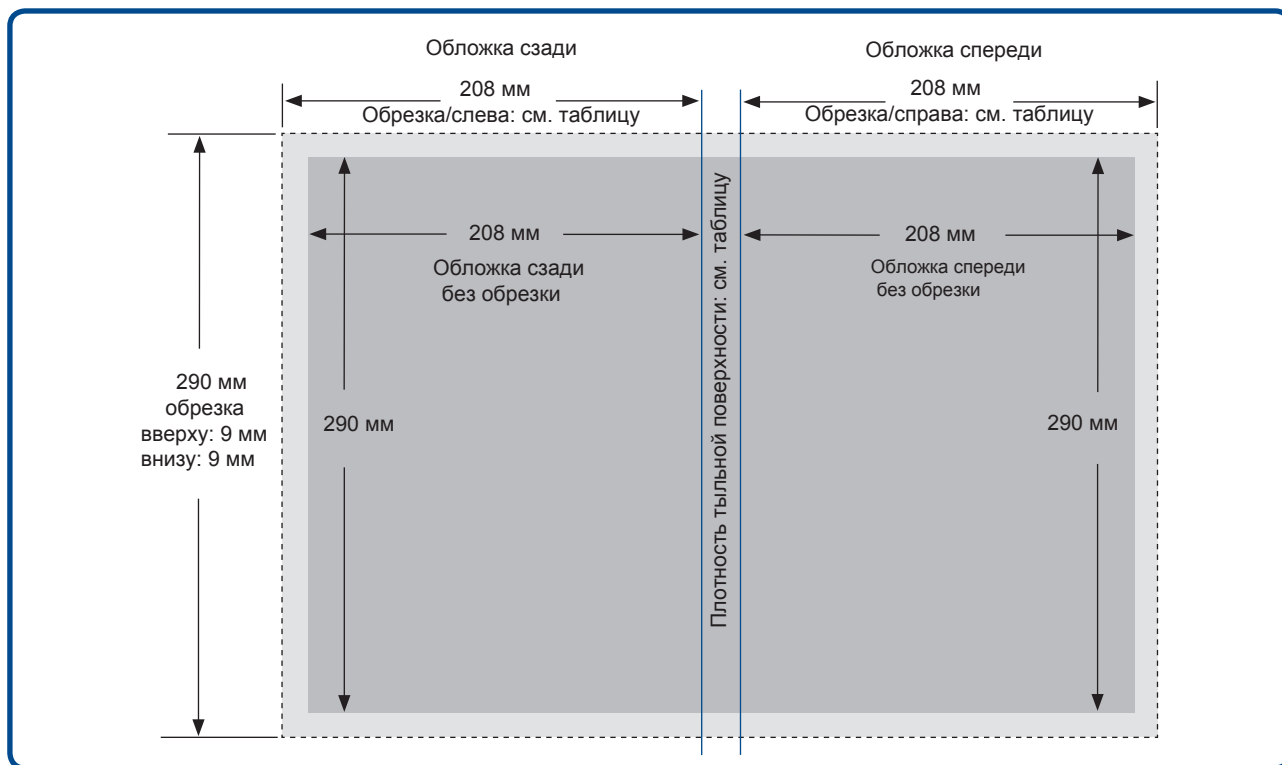 Обложка сзади
Обложка спереди
208 мм
Обрезка/слева: см. таблицу
208 мм
Обрезка/справа: см. таблицу
290 мм
обрезка
вверху: 9 мм
внизу: 9 мм
290 мм
208 мм
Обложка сзади
без обрезки
Плотность тыльной поверхности: см. таблицу
208 мм
Обложка спереди
без обрезки
290 мм